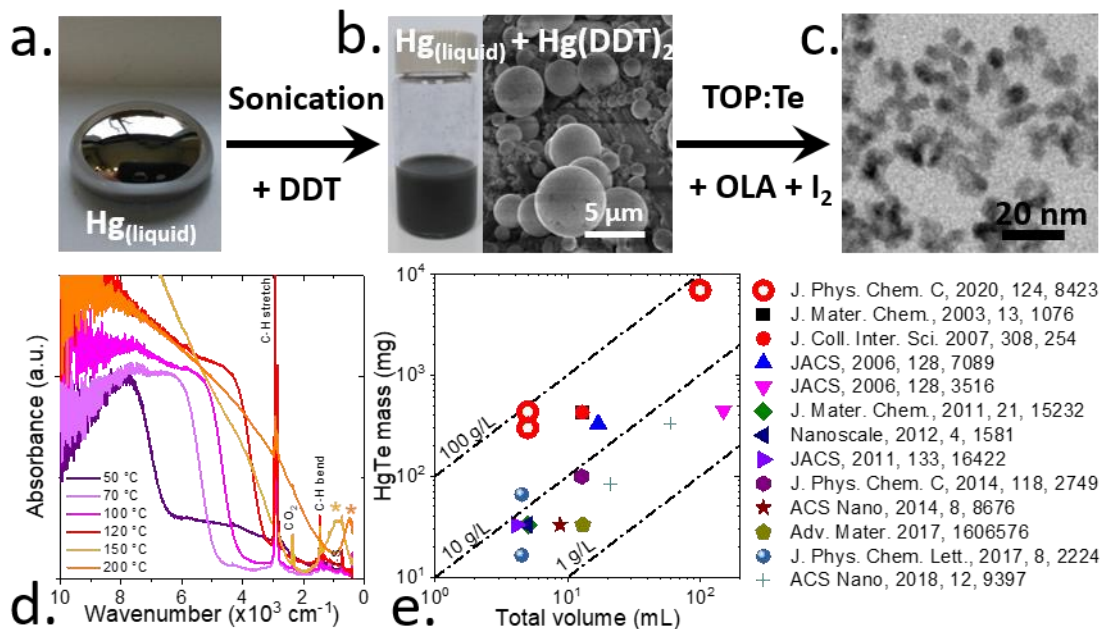 a.
b.
c.
Hg(liquid)
Sonication
+ DDT
Hg(liquid) + Hg(DDT)2
5 µm
TOP:Te
+ OLA + I2
20 nm
Absorbance (a.u.)
C-H stretch
CO2
C-H bend
50 °C
70 °C
100 °C
120 °C
150 °C
200 °C
* *
10 8 6 4 2
Wavenumber (x10³ cm⁻¹)
d.
HgTe mass (mg)
10⁴
10³
10²
10¹
100 g/L
10 g/L
1 g/L
10⁰ 10¹ 10²
Total volume (mL)
e.
J. Phys. Chem. C, 2020, 124, 8423
J. Mater. Chem., 2003, 13, 1076
J. Coll. Inter. Sci. 2007, 308, 254
JACS, 2006, 128, 7089
JACS, 2006, 128, 3516
J. Mater. Chem., 2011, 21, 15232
Nanoscale, 2012, 4, 1581
JACS, 2011, 133, 16422
J. Phys. Chem. C, 2014, 118, 2749
ACS Nano, 2014, 8, 8676
Adv. Mater. 2017, 1606576
J. Phys. Chem. Lett., 2017, 8, 2224
ACS Nano, 2018, 12, 9397